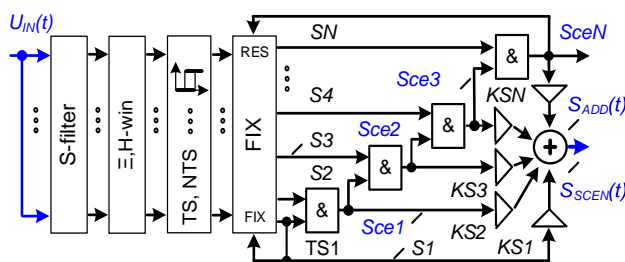 U_IN(t)
SN
SceN
RES
&
S4
Sce3
KSN
S_ADD(t)
S-filter
Ξ,H-win
TS, NTS
FIX
&
S3
Sce2
&
+
S2
KS3
S_SCEN(t)
FIX
&
Sce1
KS2
TS1
S1
KS1